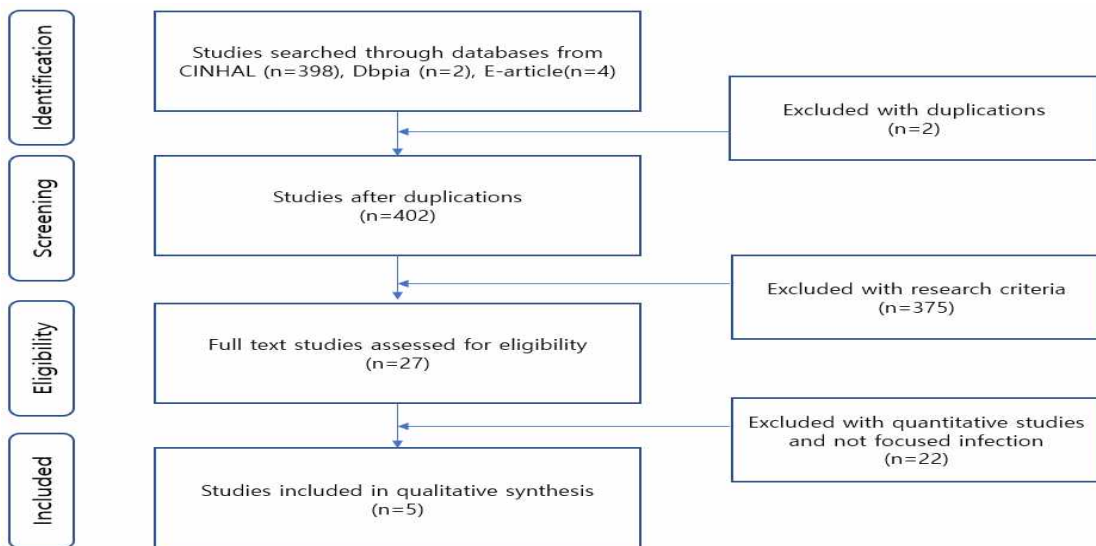 Identification
Studies searched through databases from
CINHAL (n=398), Dbpia (n=2), E-article(n=4)
Excluded with duplications
(n=2)
Screening
Studies after duplications
(n=402)
Excluded with research criteria
(n=375)
Eligibility
Full text studies assessed for eligibility
(n=27)
Excluded with quantitative studies
and not focused infection
(n=22)
Included
Studies included in qualitative synthesis
(n=5)